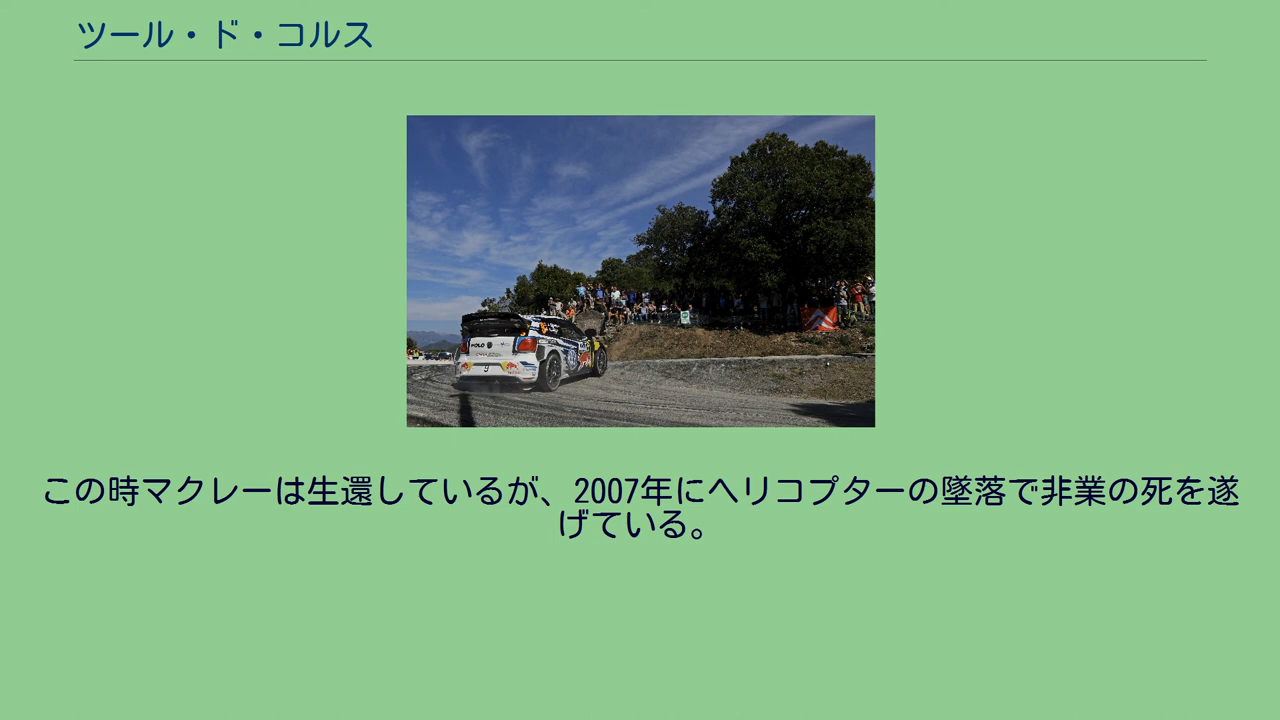 ツール・ド・コルス
POLO
9
この時マクレーは生還しているが、2007年にヘリコプターの墜落で非業の死を遂
げている。